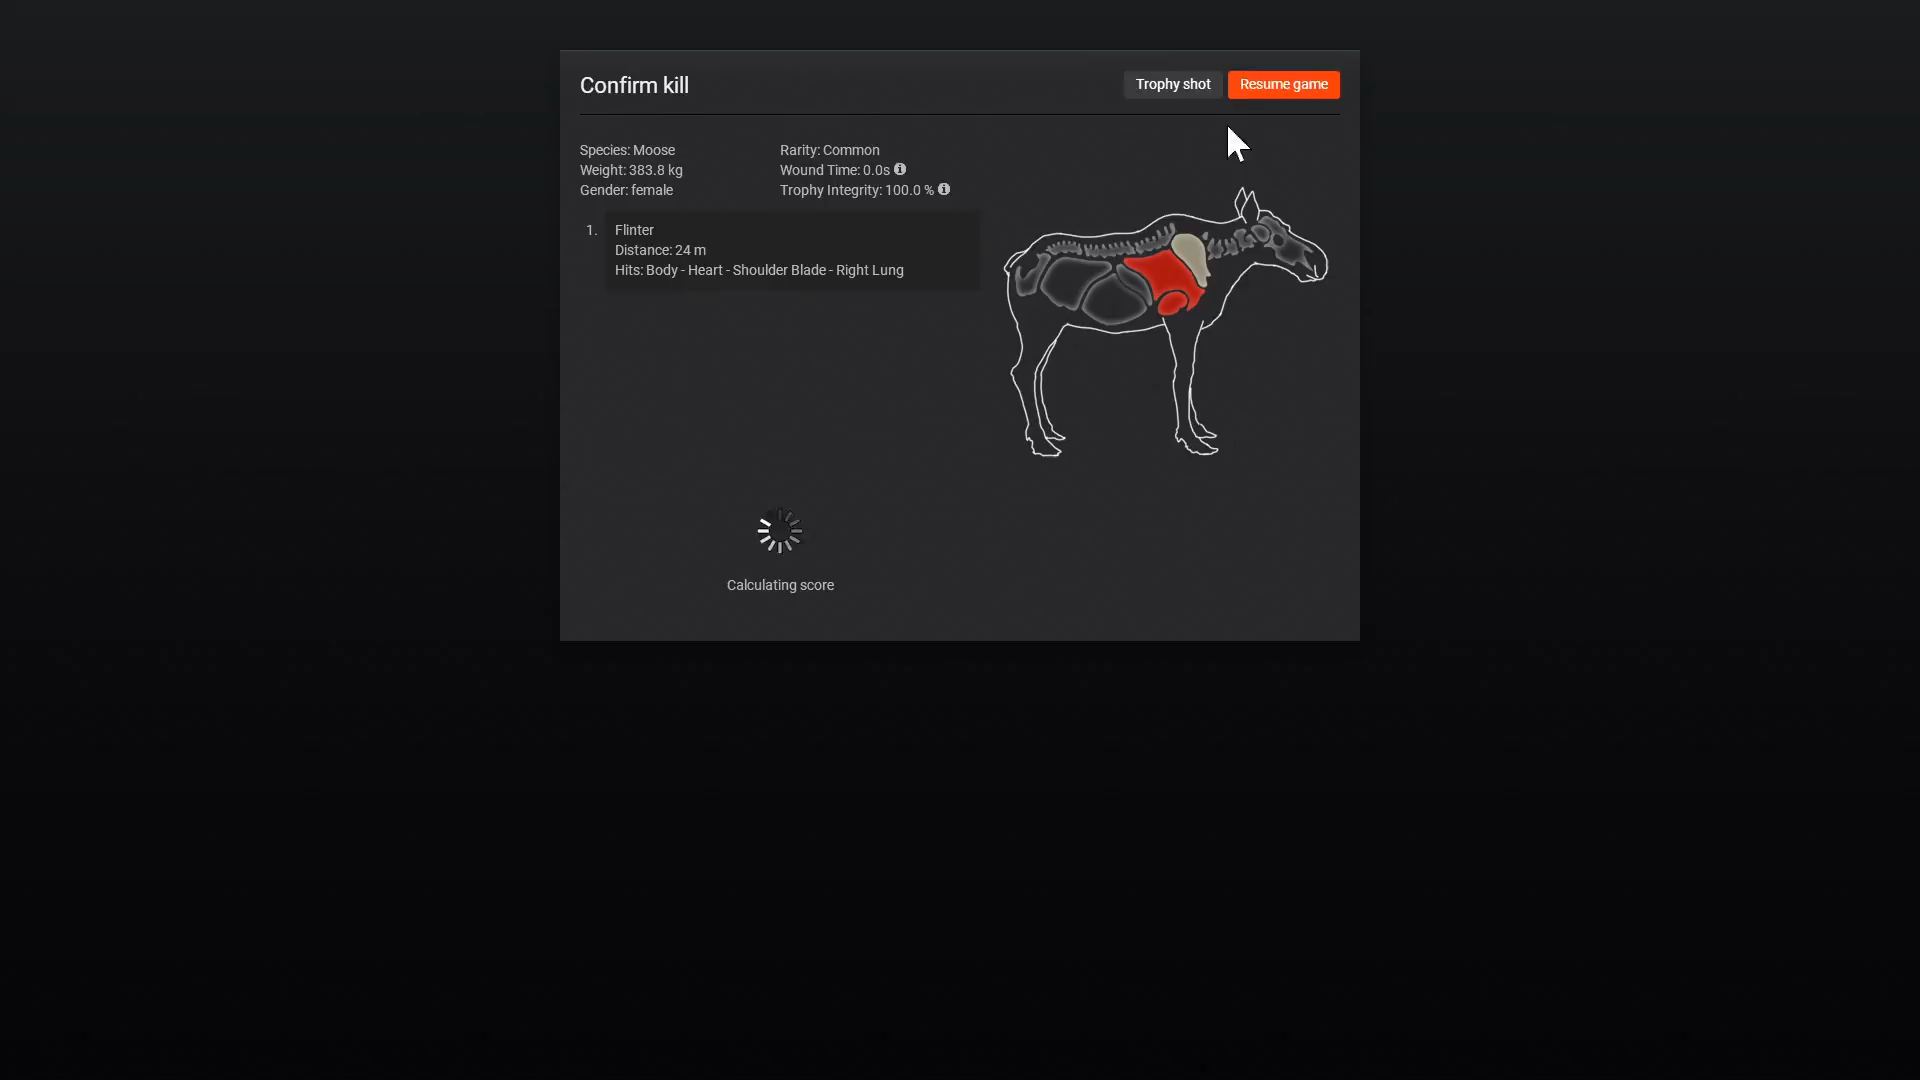 Confirm kill
Trophy shot
Resume game
Species: Moose
Rarity: Common
Weight: 383.8 kg
Wound Time: 0.0s
Gender: female
Trophy Integrity: 100.0 %
1.
Flinter
Distance: 24 m
Hits: Body - Heart - Shoulder Blade - Right Lung
Calculating score